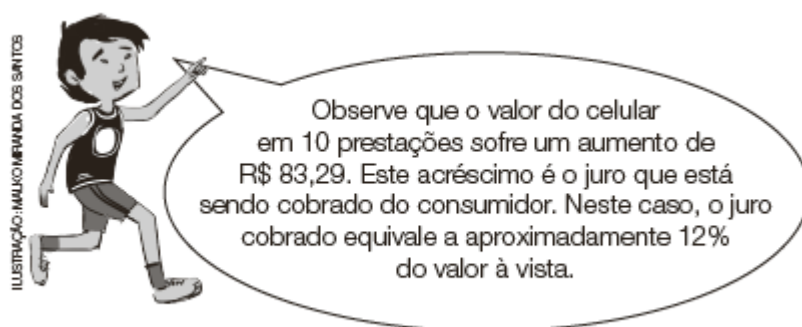 ILUSTRAÇÃO: MALKO MIRANDA DOS SANTOS
Observe que o valor do celular
em 10 prestações sofre um aumento de
R$ 83,29. Este acréscimo é o juro que está
sendo cobrado do consumidor. Neste caso, o juro
cobrado equivale a aproximadamente 12%
do valor à vista.